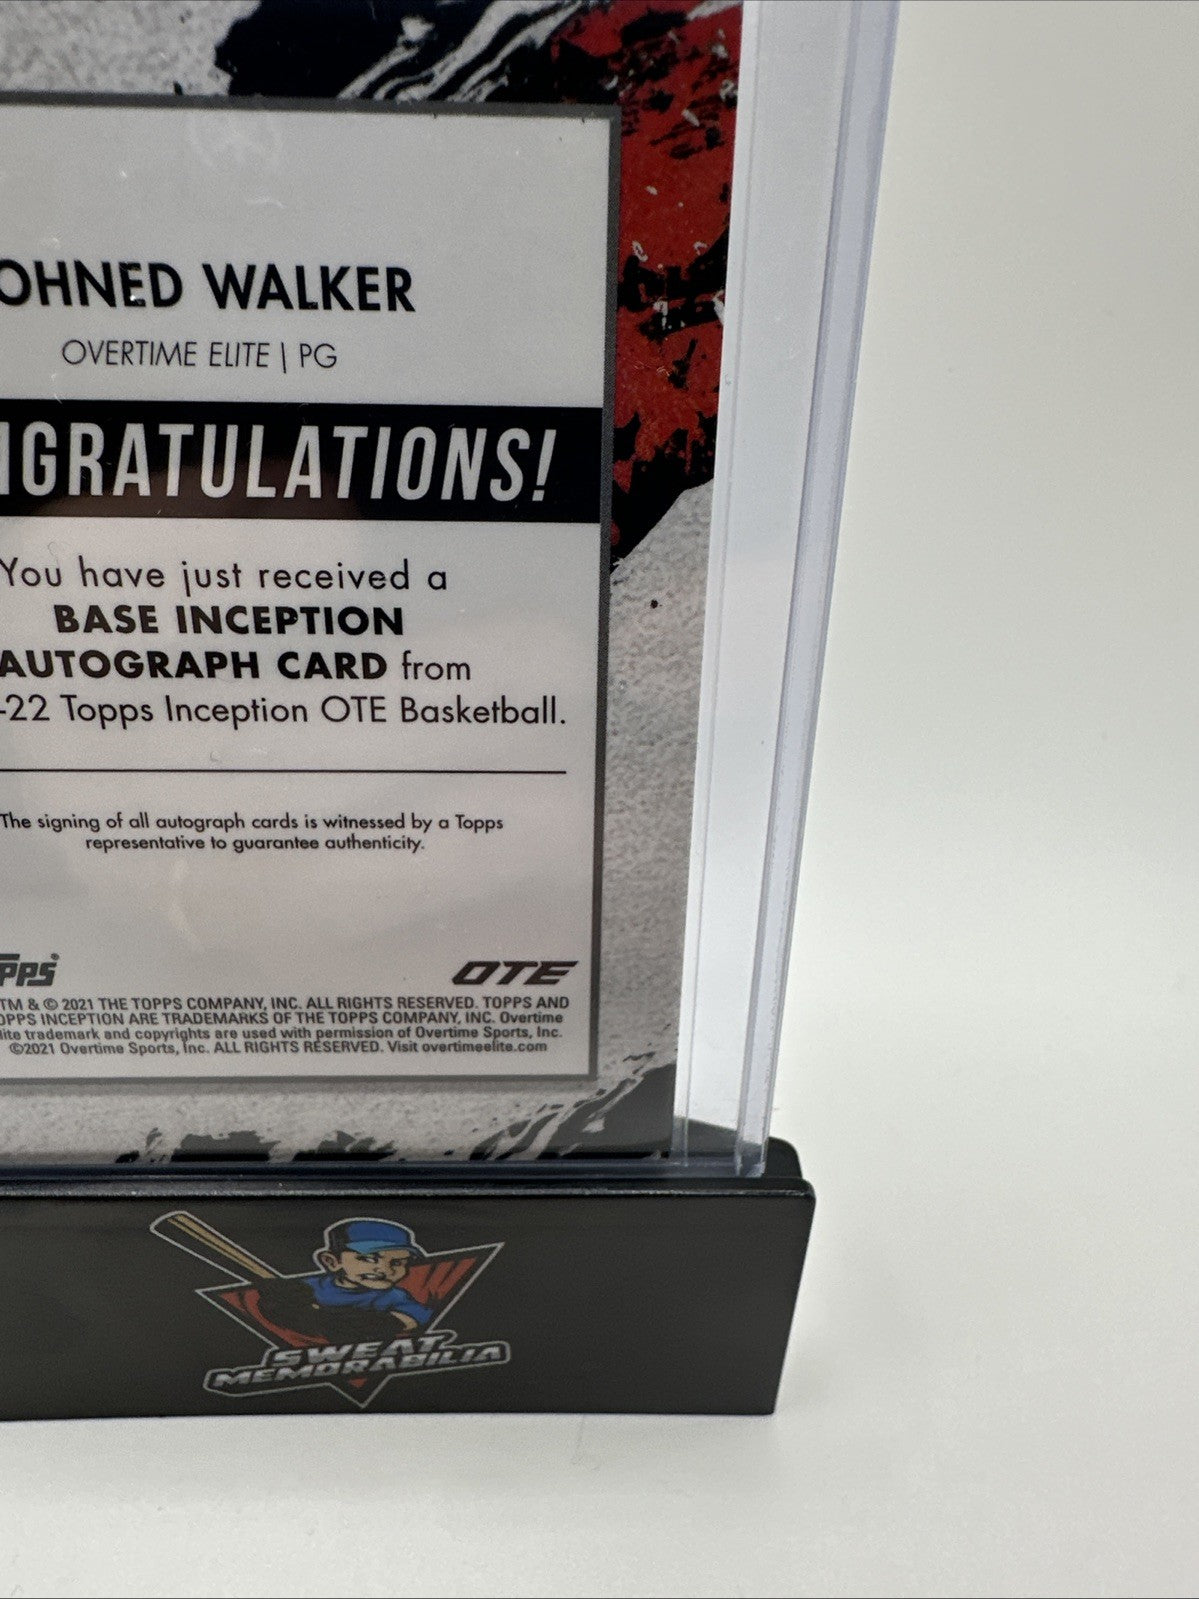 OHNED WALKER
OVERTIME ELITE | PG
NGRATULATIONS!
You have just received a
BASE INCEPTION
AUTOGRAPH CARD from
-22 Topps Inception OTE Basketball.
The signing of all autograph cards is witnessed by a Topps
representative to guarantee authenticity.
PPS® OTE
TM & © 2021 THE TOPPS COMPANY, INC. ALL RIGHTS RESERVED. TOPPS AND
OPPS INCEPTION ARE TRADEMARKS OF THE TOPPS COMPANY, INC. Overtime
lite trademark and copyrights are used with permission of Overtime Sports, Inc.
©2021 Overtime Sports, Inc. ALL RIGHTS RESERVED. Visit overtimeelite.com
SWEAT
MEMORABILIA